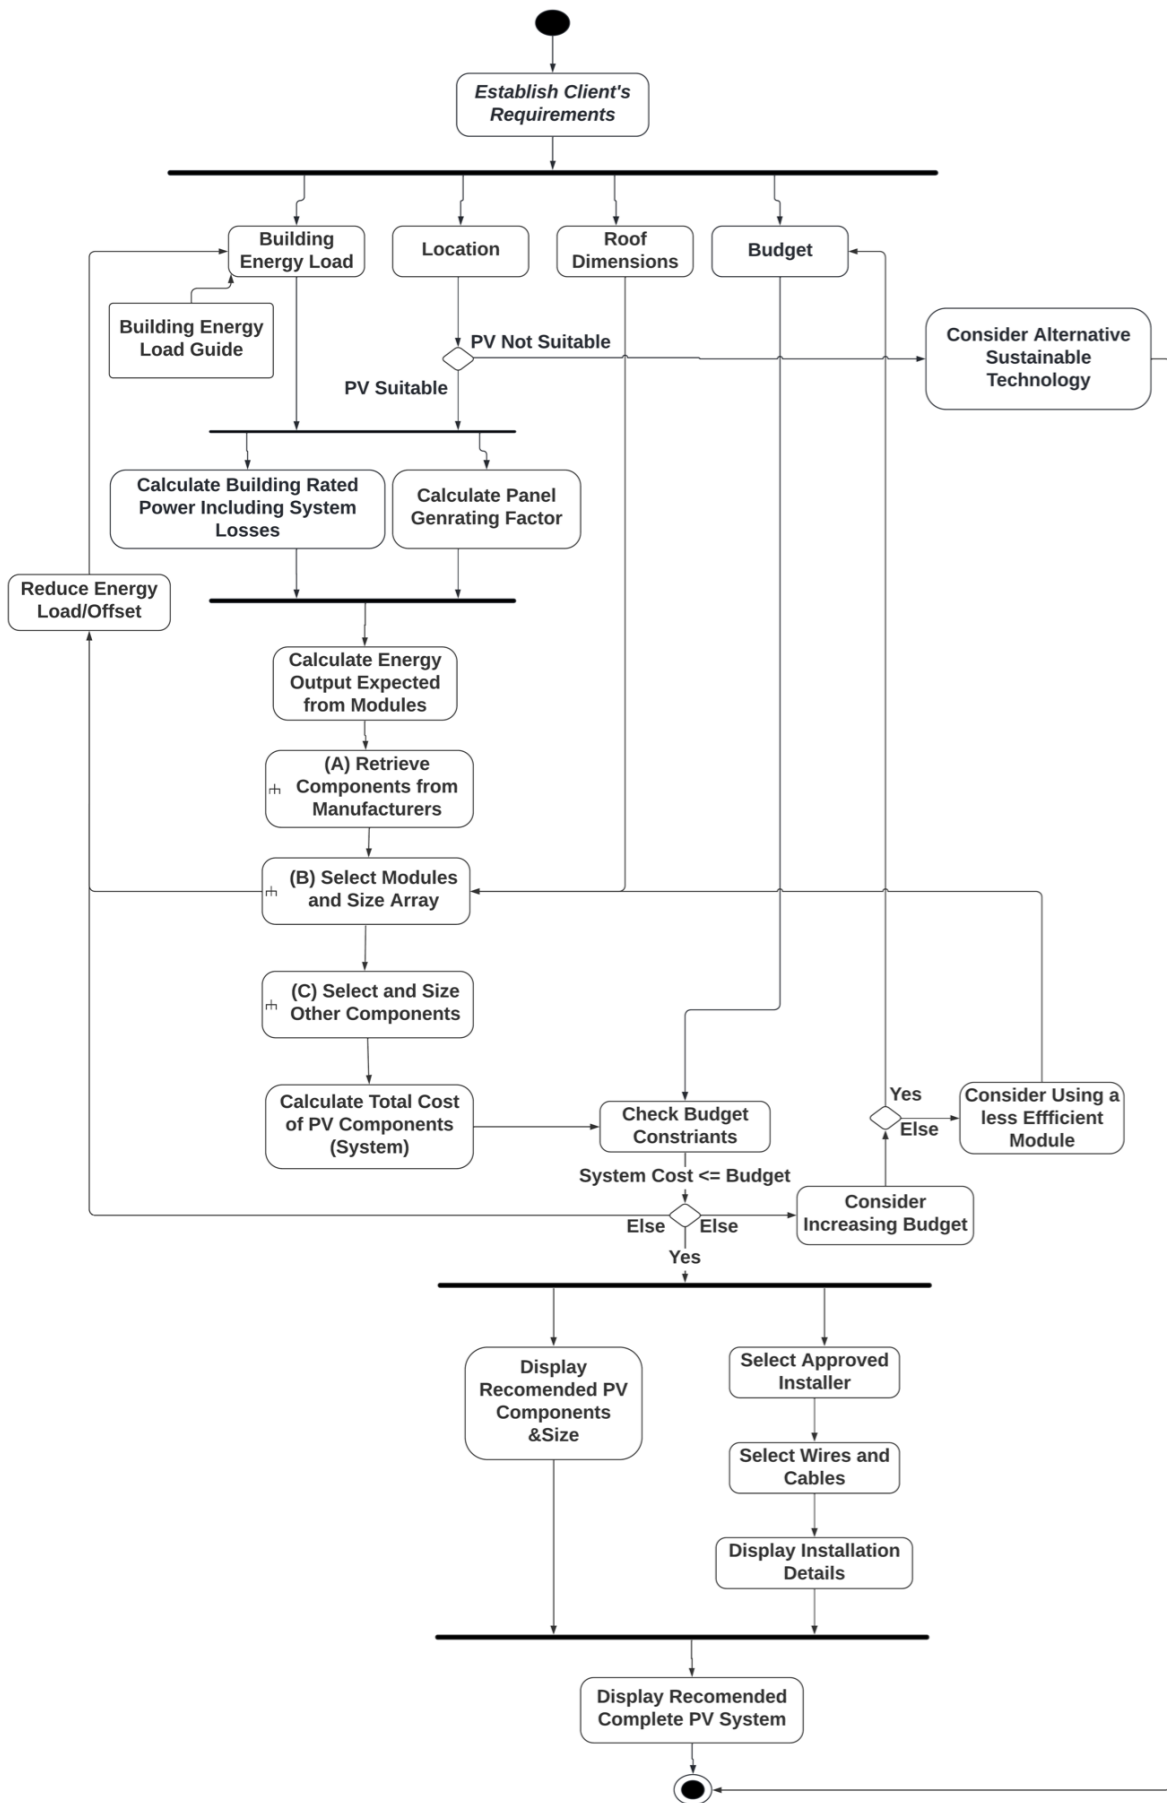 Establish Client's
Requirements
Building
Energy Load
Location
Roof
Dimensions
Budget
Building Energy
Load Guide
PV Not Suitable
Consider Alternative
Sustainable
Technology
PV Suitable
Calculate Building Rated
Power Including System
Losses
Calculate Panel
Genrating Factor
Reduce Energy
Load/Offset
Calculate Energy
Output Expected
from Modules
(A) Retrieve
Components from
Manufacturers
(B) Select Modules
and Size Array
(C) Select and Size
Other Components
Calculate Total Cost
of PV Components
(System)
Check Budget
Constriants
Yes
Else
Consider Using a
less Effficient
Module
System Cost <= Budget
Consider
Increasing Budget
Else
Else
Yes
Display
Recomended PV
Components
&Size
Select Approved
Installer
Select Wires and
Cables
Display Installation
Details
Display Recomended
Complete PV System